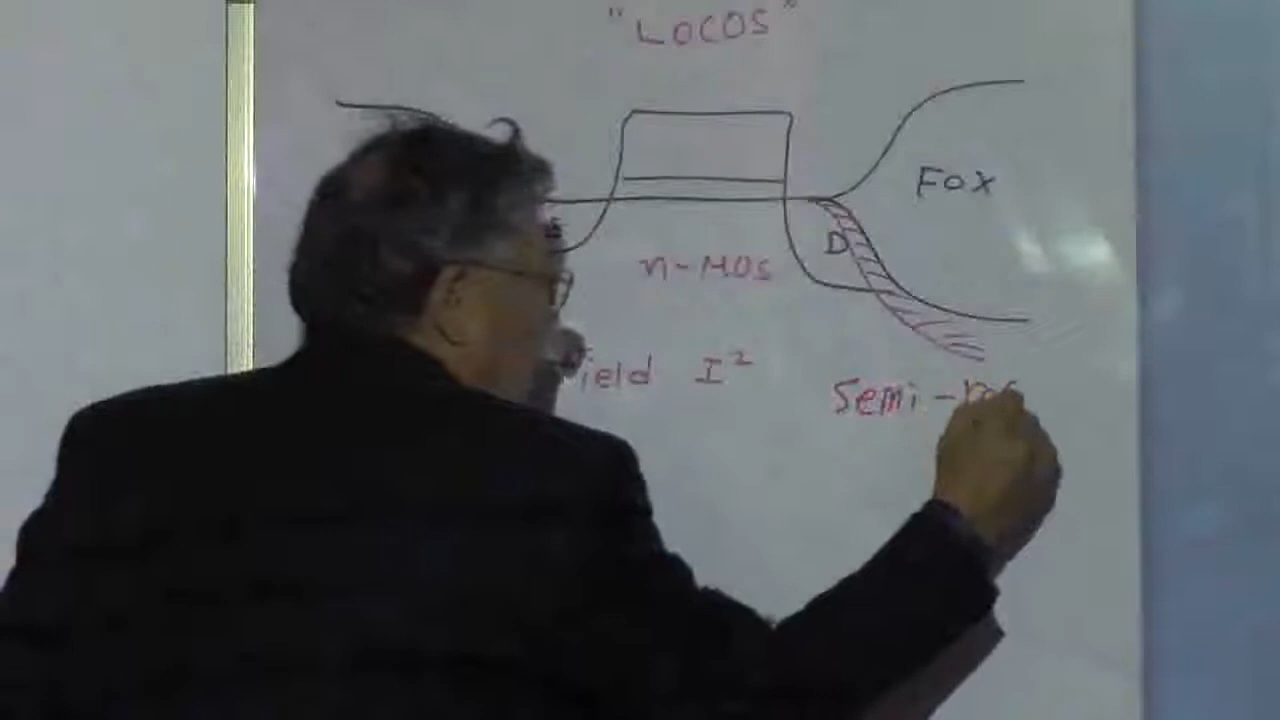 "LOCOS"
FOX
D
n-MOS
ield I²
Semi-